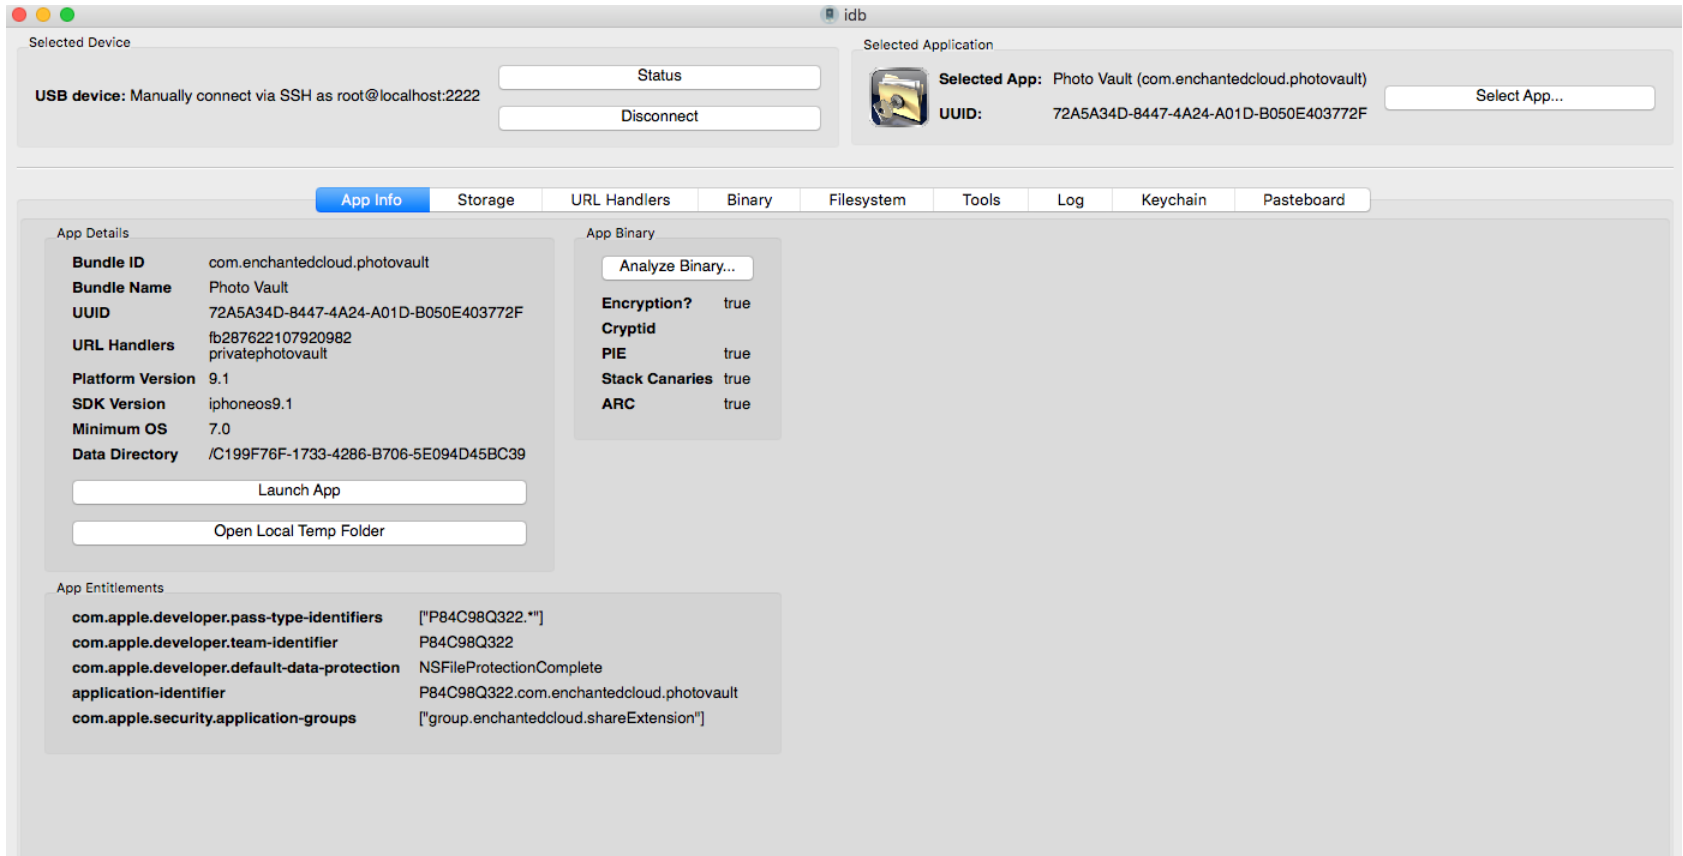 idb
Selected Device
USB device: Manually connect via SSH as root@localhost:2222
Status
Disconnect
Selected Application
Selected App: Photo Vault (com.enchantedcloud.photovault)
UUID: 72A5A34D-8447-4A24-A01D-B050E403772F
Select App...
App Info Storage URL Handlers Binary Filesystem Tools Log Keychain Pasteboard
App Details
Bundle ID com.enchantedcloud.photovault
Bundle Name Photo Vault
UUID 72A5A34D-8447-4A24-A01D-B050E403772F
URL Handlers fb287622107920982
privatephotovault
Platform Version 9.1
SDK Version iphoneos9.1
Minimum OS 7.0
Data Directory /C199F76F-1733-4286-B706-5E094D45BC39
Launch App
Open Local Temp Folder
App Binary
Analyze Binary...
Encryption? true
Cryptid
PIE true
Stack Canaries true
ARC true
App Entitlements
com.apple.developer.pass-type-identifiers ["P84C98Q322.*"]
com.apple.developer.team-identifier P84C98Q322
com.apple.developer.default-data-protection NSFileProtectionComplete
application-identifier P84C98Q322.com.enchantedcloud.photovault
com.apple.security.application-groups ["group.enchantedcloud.shareExtension"]